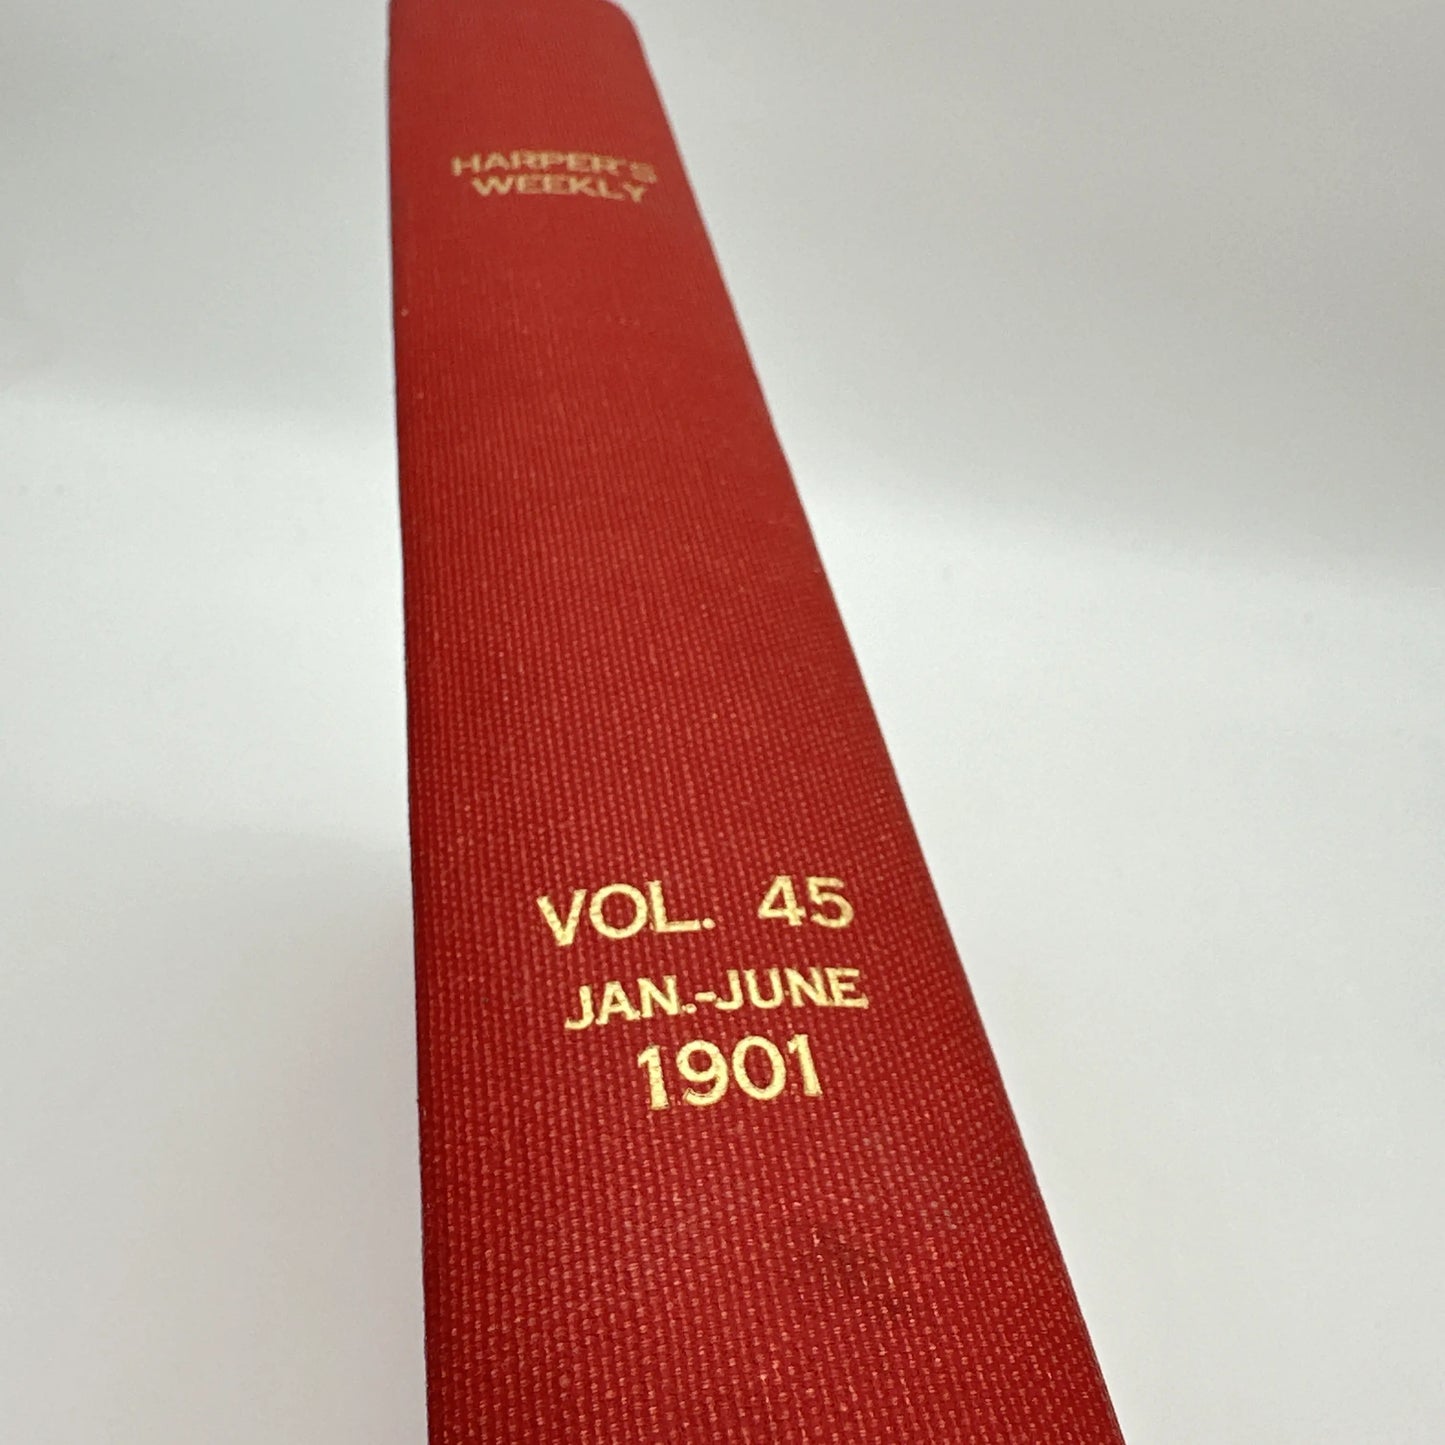 HARPER'S
WEEKLY
VOL. 45
JAN.-JUNE
1901